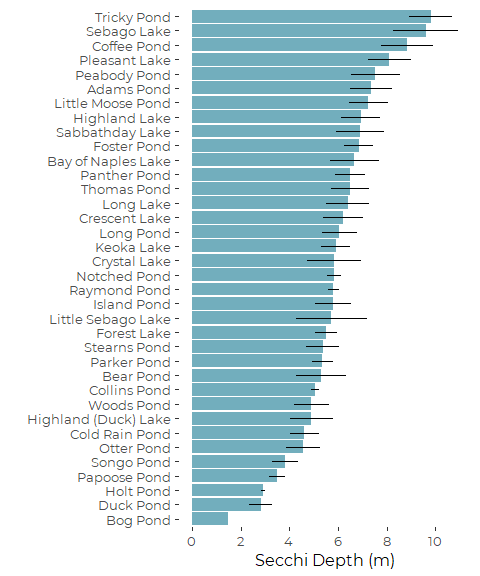 Tricky Pond
Sebago Lake
Coffee Pond
Pleasant Lake
Peabody Pond
Adams Pond
Little Moose Pond
Highland Lake
Sabbathday Lake
Foster Pond
Bay of Naples Lake
Panther Pond
Thomas Pond
Long Lake
Crescent Lake
Long Pond
Keoka Lake
Crystal Lake
Notched Pond
Raymond Pond
Island Pond
Little Sebago Lake
Forest Lake
Stearns Pond
Parker Pond
Bear Pond
Collins Pond
Woods Pond
Highland (Duck) Lake
Cold Rain Pond
Otter Pond
Songo Pond
Papoose Pond
Holt Pond
Duck Pond
Bog Pond
0 2 4 6 8 10
Secchi Depth (m)